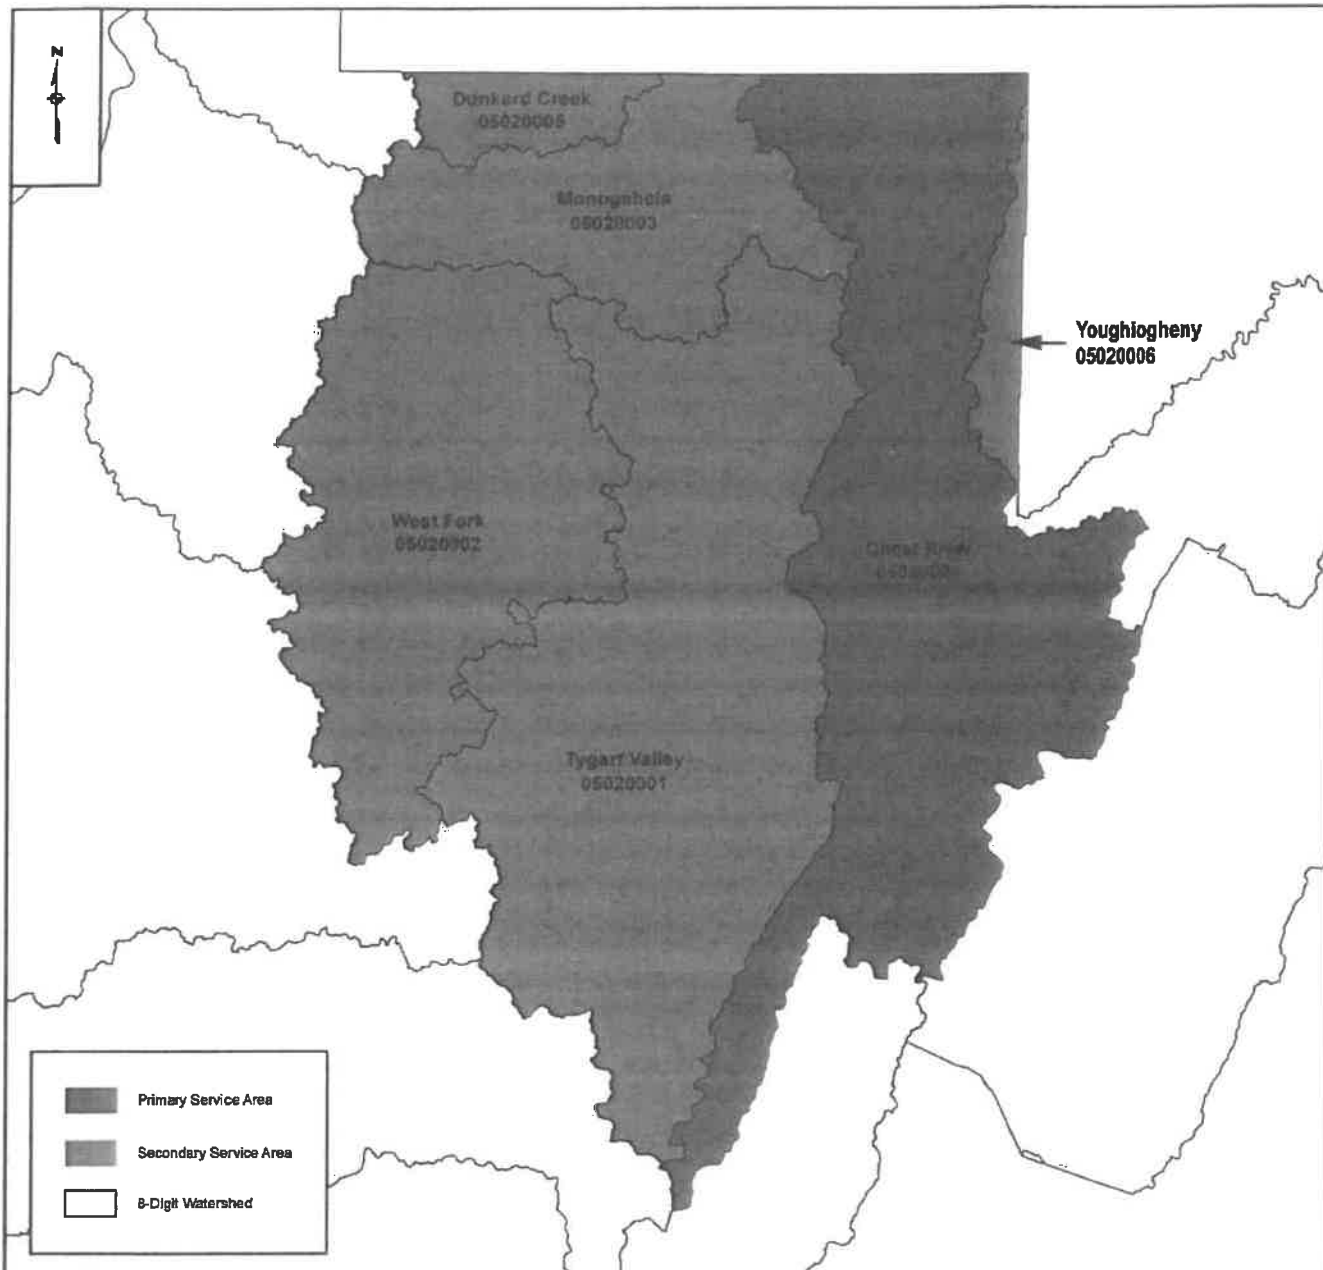 N
Dunkard Creek
05020005
Monogahela
05020003
Youghiogheny
05020006
West Fork
05020002
Cheat River
Tygart Valley
05020001
Primary Service Area
Secondary Service Area
8-Digit Watershed